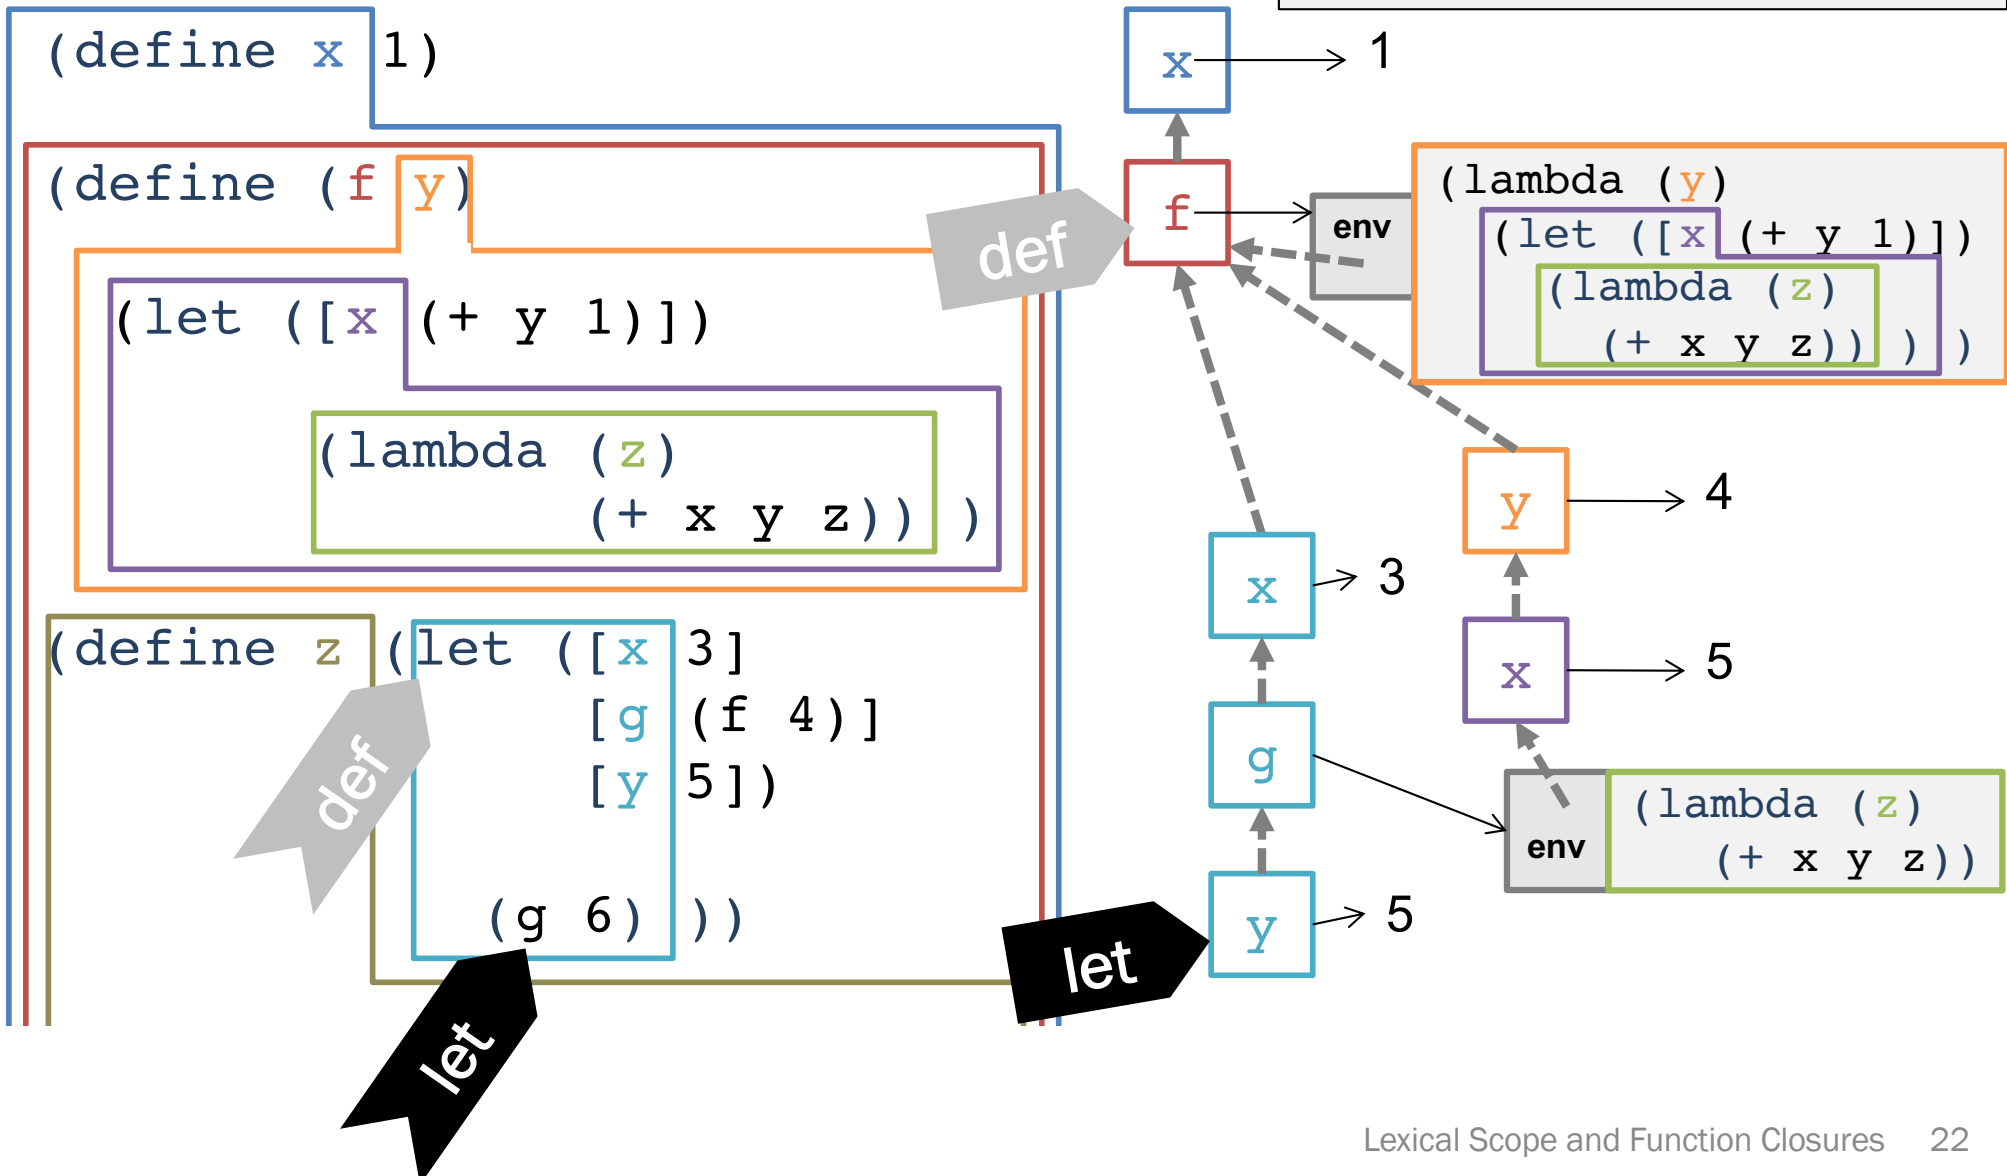 (define x 1)
(define (f y)
(let ([x (+ y 1)])
(lambda (z)
(+ x y z)) )
(define z (let ([x 3]
[g (f 4)]
[y 5])
(g 6) ))
def
let
x
1
def
f
env
(lambda (y)
(let ([x (+ y 1)])
(lambda (z)
(+ x y z)) ) )
y
4
x
3
x
5
g
env
(lambda (z)
(+ x y z))
let
y
5
Lexical Scope and Function Closures 22